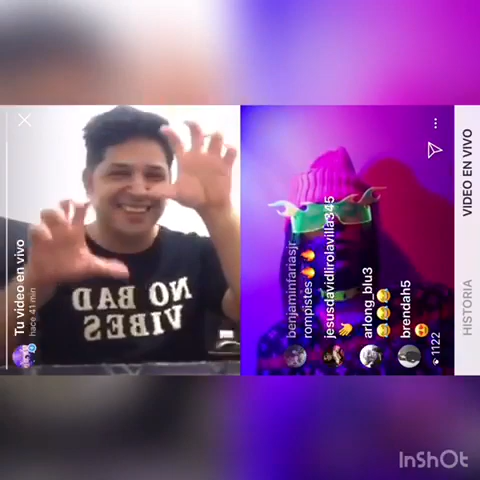 Tu video en vivo
hace 41 min
NO BAD
VIBES
benjaminfariasjr
rompistes 🔥🔥
jesusdavidlirolavilla345
👏
arlong_blu3
😂😂😂
brendah5
😍
1122
HISTORIA
VIDEO EN VIVO
InShOt